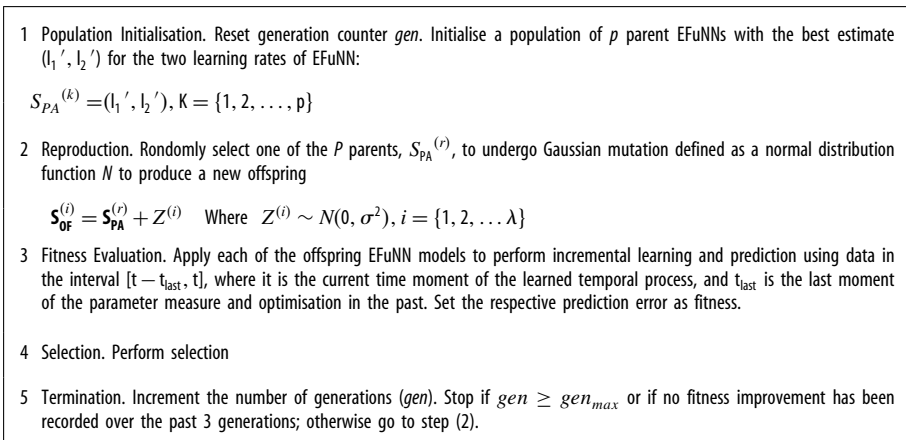 1 Population Initialisation. Reset generation counter gen. Initialise a population of p parent EFuNNs with the best estimate
(l₁′, l₂′) for the two learning rates of EFuNN:
S_PA^(k) =(l₁′, l₂′), K = {1, 2, . . . , p}
2 Reproduction. Randomly select one of the P parents, S_PA^(r), to undergo Gaussian mutation defined as a normal distribution
function N to produce a new offspring
S_OF^(i) = S_PA^(r) + Z^(i) Where Z^(i) ∼ N(0, σ²), i = {1, 2, . . . λ}
3 Fitness Evaluation. Apply each of the offspring EFuNN models to perform incremental learning and prediction using data in
the interval [t − t_last, t], where it is the current time moment of the learned temporal process, and t_last is the last moment
of the parameter measure and optimisation in the past. Set the respective prediction error as fitness.
4 Selection. Perform selection
5 Termination. Increment the number of generations (gen). Stop if gen ≥ gen_max or if no fitness improvement has been
recorded over the past 3 generations; otherwise go to step (2).